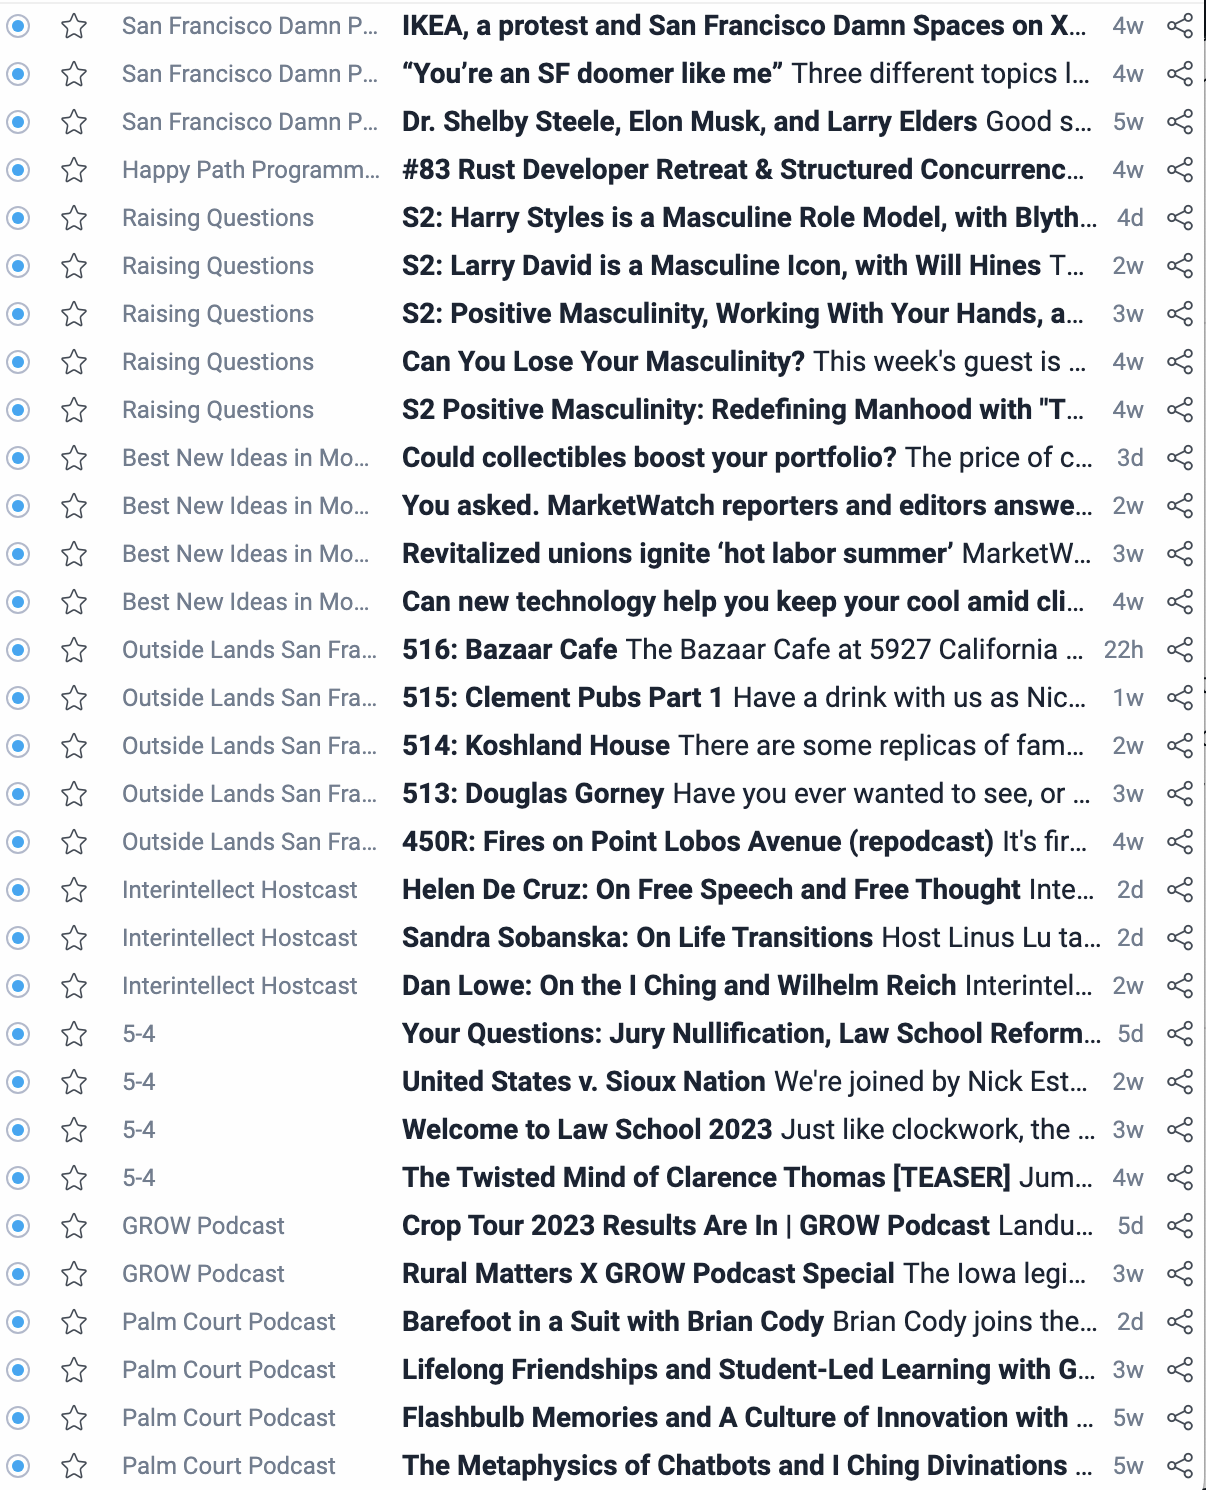 San Francisco Damn P... IKEA, a protest and San Francisco Damn Spaces on X... 4w
San Francisco Damn P... “You’re an SF doomer like me” Three different topics l... 4w
San Francisco Damn P... Dr. Shelby Steele, Elon Musk, and Larry Elders Good s... 5w
Happy Path Programm... #83 Rust Developer Retreat & Structured Concurrenc... 4w
Raising Questions S2: Harry Styles is a Masculine Role Model, with Blyth... 4d
Raising Questions S2: Larry David is a Masculine Icon, with Will Hines T... 2w
Raising Questions S2: Positive Masculinity, Working With Your Hands, a... 3w
Raising Questions Can You Lose Your Masculinity? This week's guest is ... 4w
Raising Questions S2 Positive Masculinity: Redefining Manhood with "T... 4w
Best New Ideas in Mo... Could collectibles boost your portfolio? The price of c... 3d
Best New Ideas in Mo... You asked. MarketWatch reporters and editors answe... 2w
Best New Ideas in Mo... Revitalized unions ignite ‘hot labor summer’ MarketW... 3w
Best New Ideas in Mo... Can new technology help you keep your cool amid cli... 4w
Outside Lands San Fra... 516: Bazaar Cafe The Bazaar Cafe at 5927 California ... 22h
Outside Lands San Fra... 515: Clement Pubs Part 1 Have a drink with us as Nic... 1w
Outside Lands San Fra... 514: Koshland House There are some replicas of fam... 2w
Outside Lands San Fra... 513: Douglas Gorney Have you ever wanted to see, or ... 3w
Outside Lands San Fra... 450R: Fires on Point Lobos Avenue (repodcast) It's fir... 4w
Interintellect Hostcast Helen De Cruz: On Free Speech and Free Thought Inte... 2d
Interintellect Hostcast Sandra Sobanska: On Life Transitions Host Linus Lu ta... 2d
Interintellect Hostcast Dan Lowe: On the I Ching and Wilhelm Reich Interintel... 2w
5-4 Your Questions: Jury Nullification, Law School Reform... 5d
5-4 United States v. Sioux Nation We're joined by Nick Est... 2w
5-4 Welcome to Law School 2023 Just like clockwork, the ... 3w
5-4 The Twisted Mind of Clarence Thomas [TEASER] Jum... 4w
GROW Podcast Crop Tour 2023 Results Are In | GROW Podcast Landu... 5d
GROW Podcast Rural Matters X GROW Podcast Special The Iowa legi... 3w
Palm Court Podcast Barefoot in a Suit with Brian Cody Brian Cody joins the... 2d
Palm Court Podcast Lifelong Friendships and Student-Led Learning with G... 3w
Palm Court Podcast Flashbulb Memories and A Culture of Innovation with ... 5w
Palm Court Podcast The Metaphysics of Chatbots and I Ching Divinations ... 5w